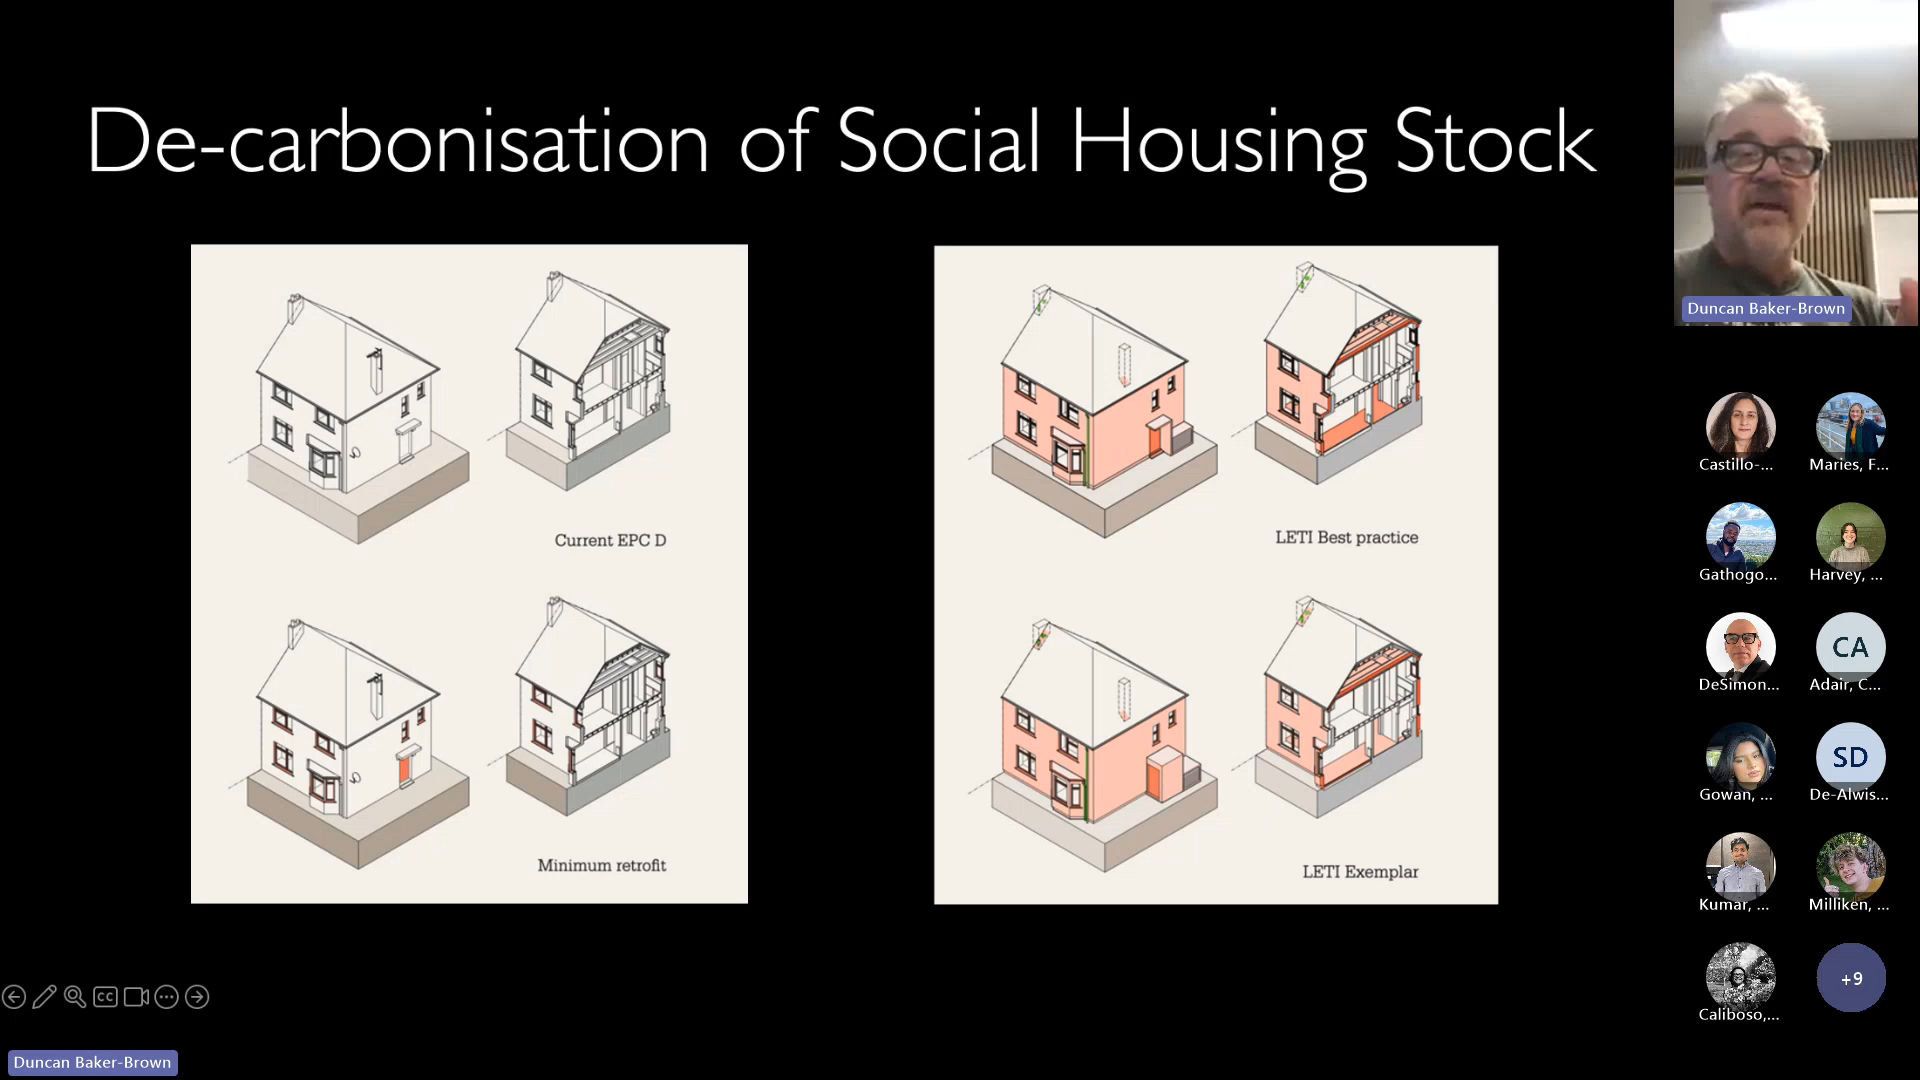 De-carbonisation of Social Housing Stock
Current EPC D
Minimum retrofit
LETI Best practice
LETI Exemplar
Duncan Baker-Brown
Castillo-...
Maries, F...
Gathogo...
Harvey, ...
DeSimon...
CA
Adair, C...
Gowan, ...
SD
De-Alwis...
Kumar, ...
Milliken, ...
Caliboso,...
+9
CC
Duncan Baker-Brown